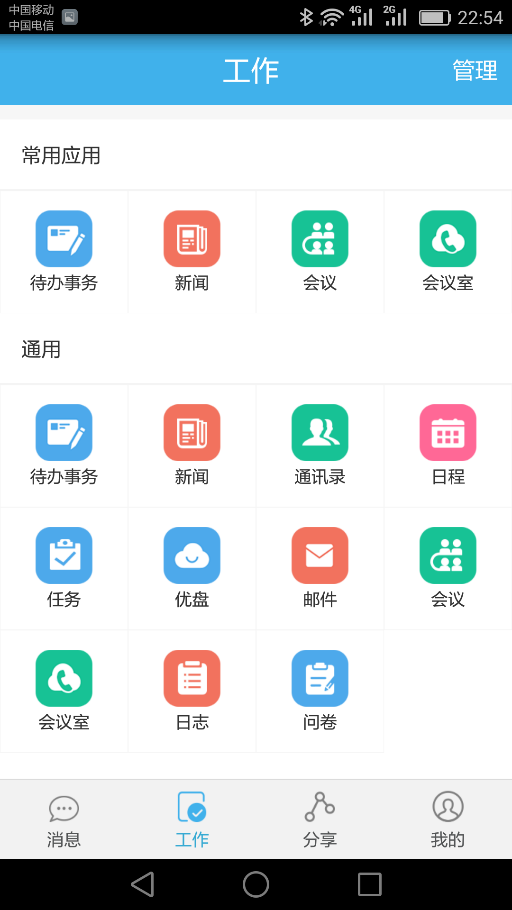 中国移动
中国电信
4G 2G 22:54
工作 管理
常用应用
待办事务 新闻 会议 会议室
通用
待办事务 新闻 通讯录 日程
任务 优盘 邮件 会议
会议室 日志 问卷
消息 工作 分享 我的